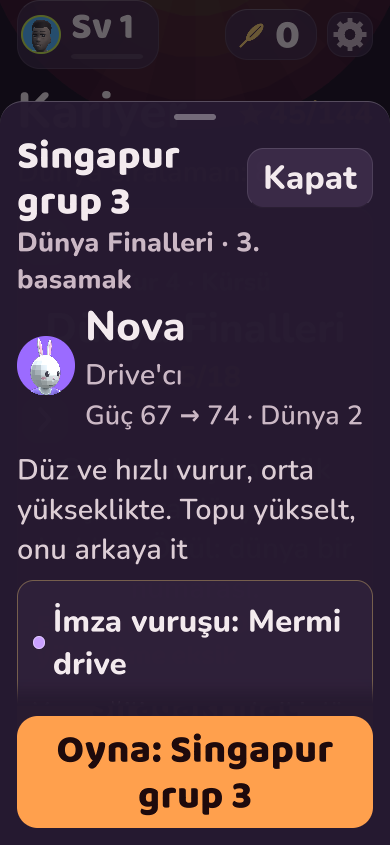 Sv 1
0
Kariyer
Singapur
grup 3
Kapat
Dünya Finalleri · 3.
basamak
Nova
Drive'cı
Güç 67 → 74 · Dünya 2
Düz ve hızlı vurur, orta
yükseklikte. Topu yükselt,
onu arkaya it
İmza vuruşu: Mermi
drive
Oyna: Singapur
grup 3